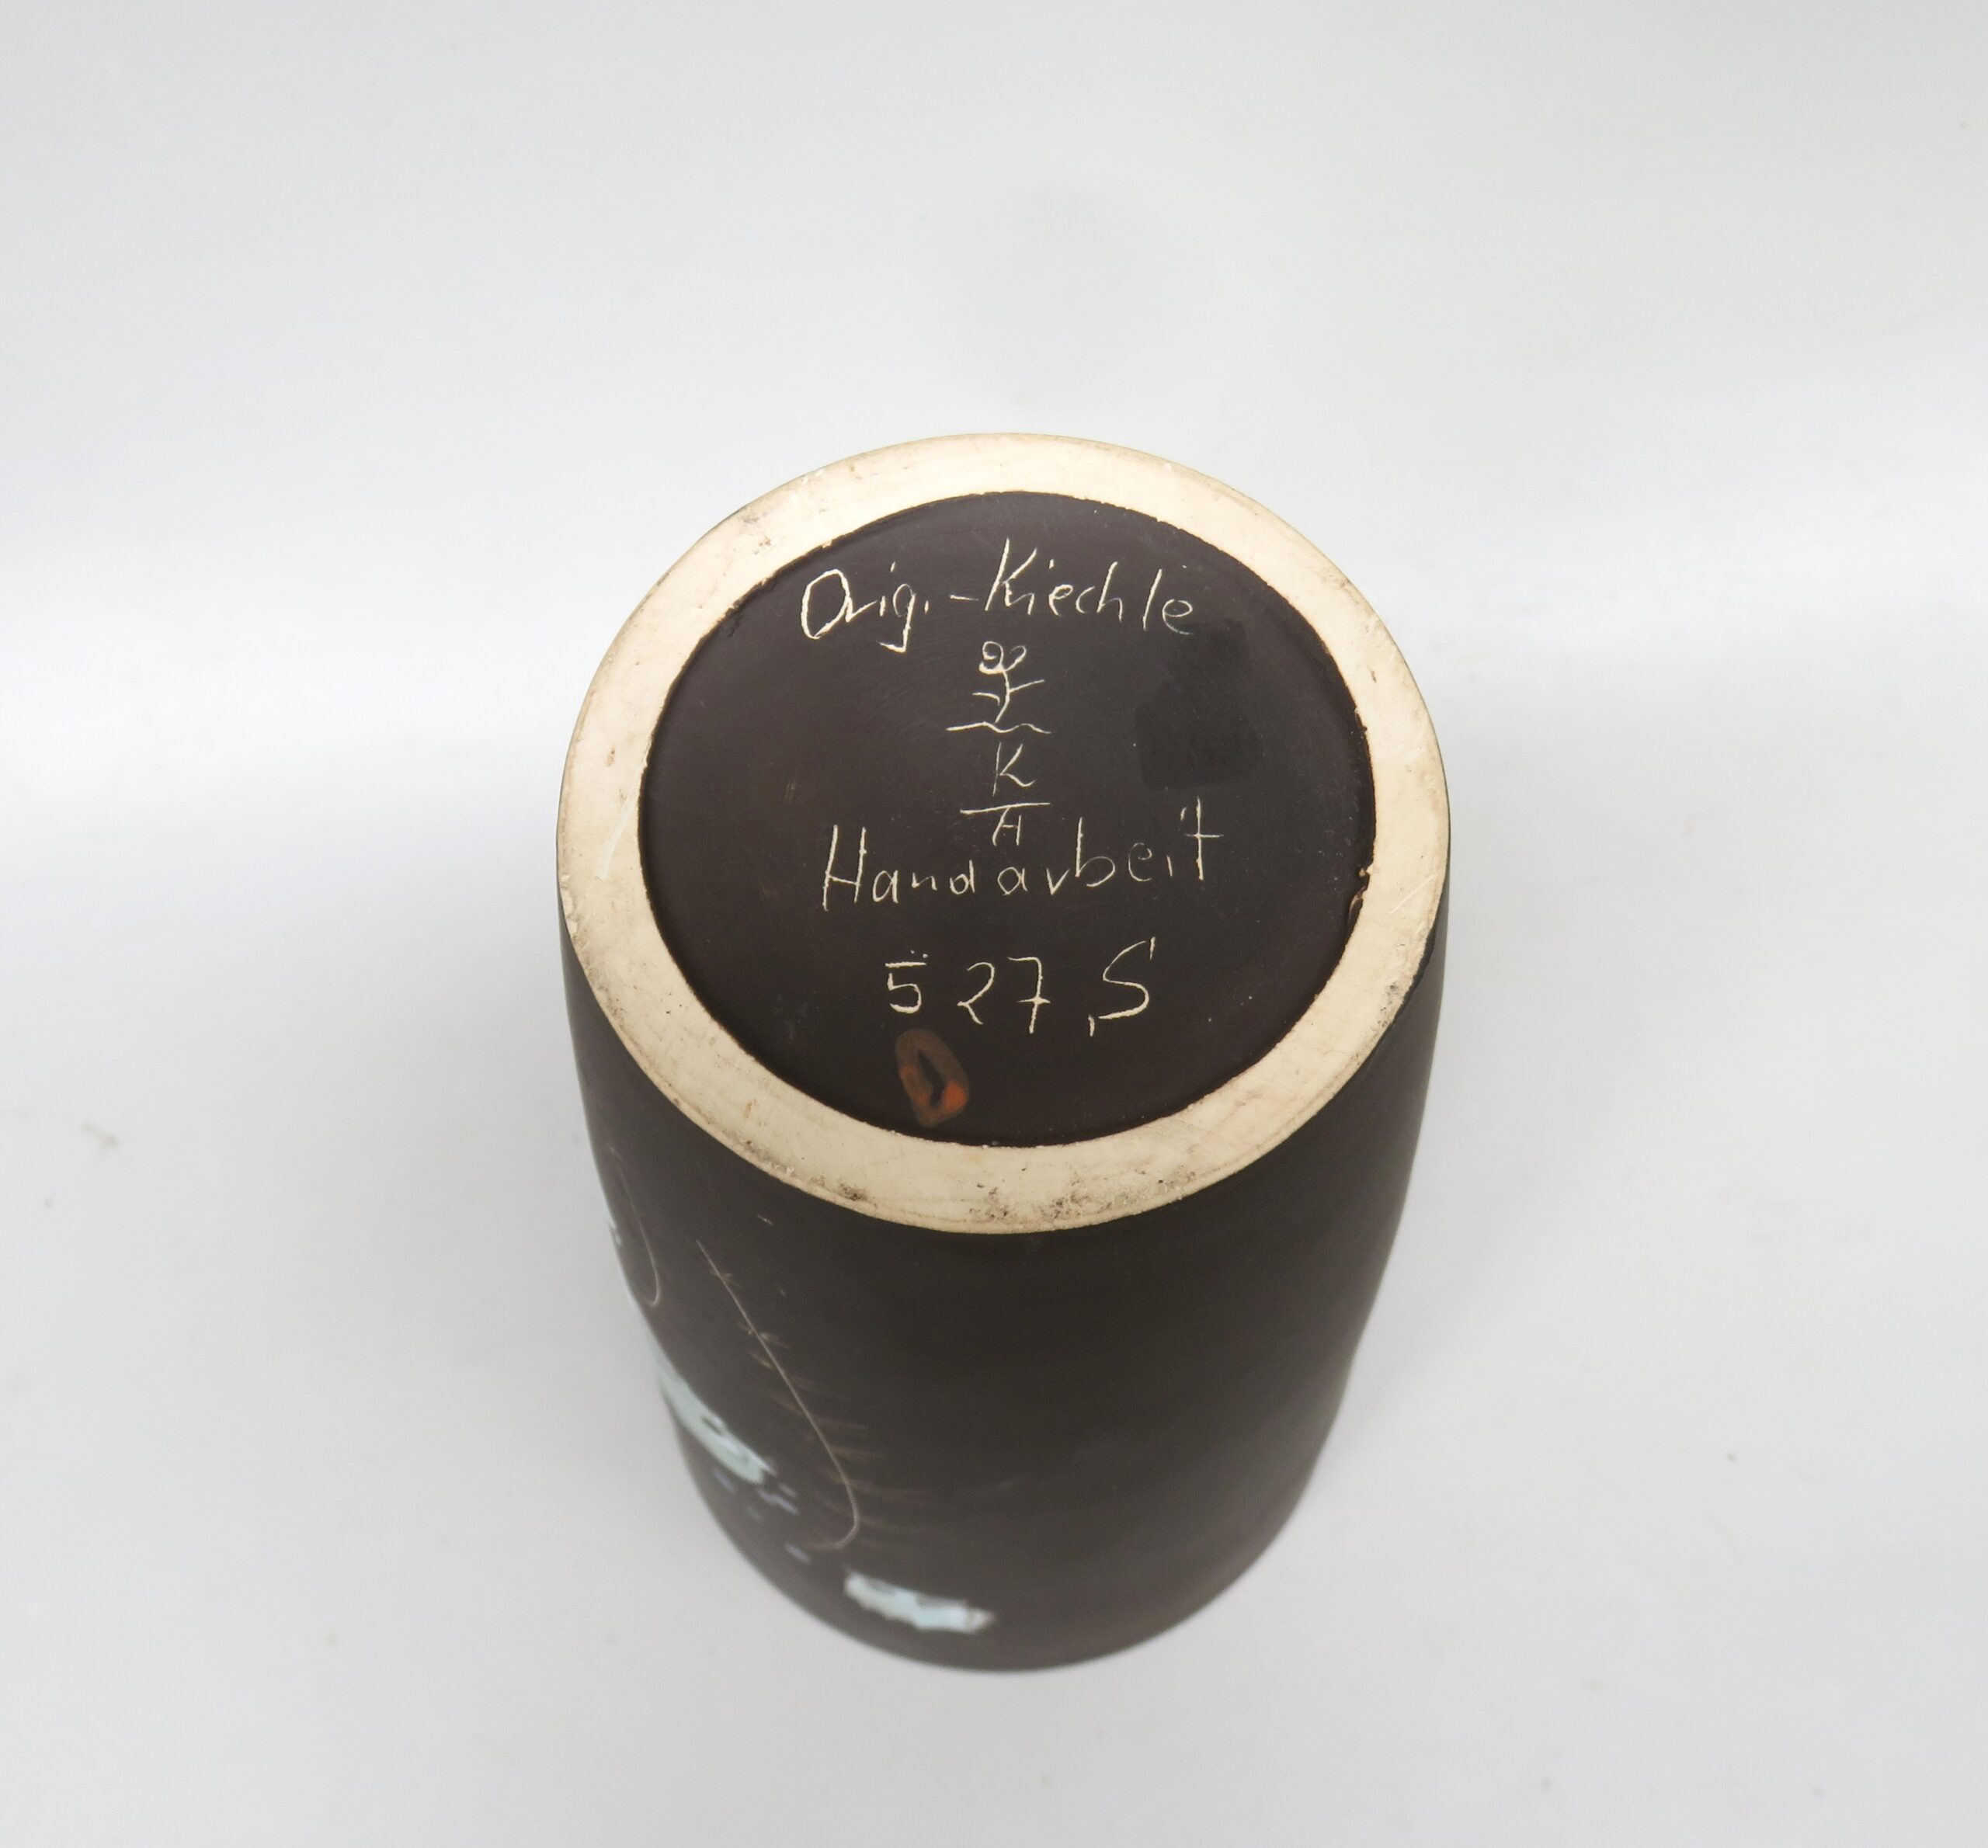 Orig.-Kiechle
K
H
Handarbeit
527,S